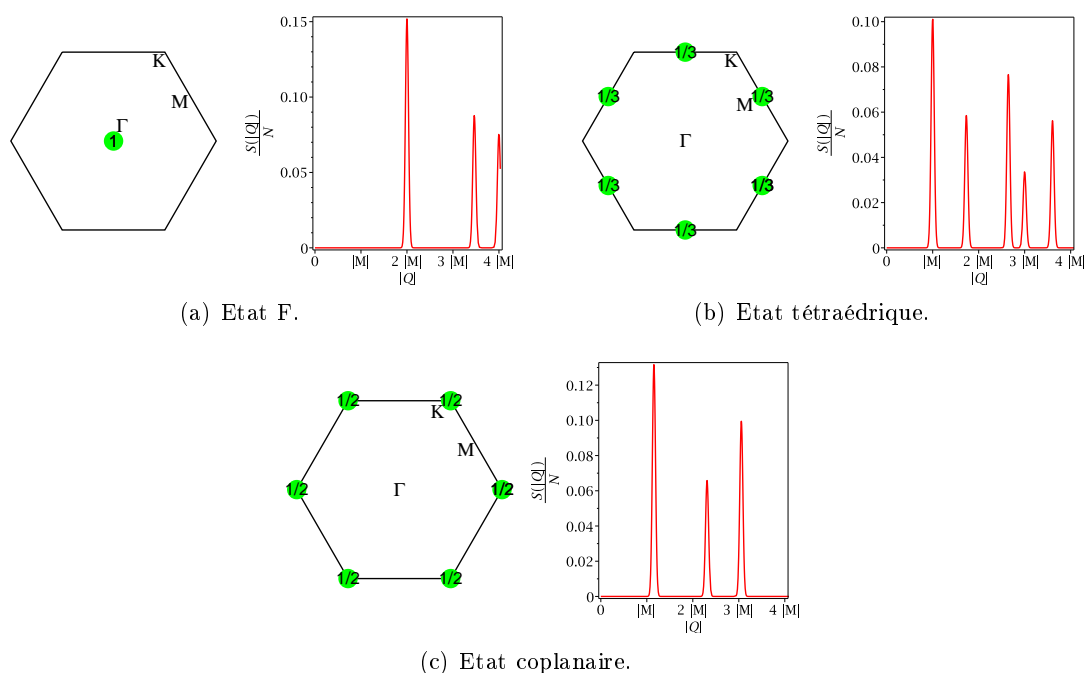 K
M
Γ
1
S(|Q|)
N
0.15
0.10
0.05
0
0 |M| 2 |M| 3 |M| 4 |M|
|Q|
(a) Etat F.
1/3
K
1/3 1/3
M
Γ
1/3 1/3
1/3
S(|Q|)
N
0.10
0.08
0.06
0.04
0.02
0
0 |M| 2 |M| 3 |M| 4 |M|
|Q|
(b) Etat tétraédrique.
1/2 1/2
K
M
1/2 Γ 1/2
1/2 1/2
S(|Q|)
N
0.12
0.10
0.08
0.06
0.04
0.02
0
0 |M| 2 |M| 3 |M| 4 |M|
|Q|
(c) Etat coplanaire.